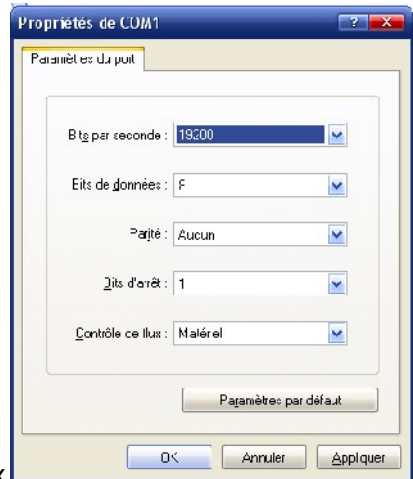 Propriétés de COM1
Paramètres du port
Bits par seconde : 19200
Bits de données : 8
Parité : Aucun
Bits d'arrêt : 1
Contrôle de flux : Matériel
Paramètres par défaut
OK Annuler Appliquer